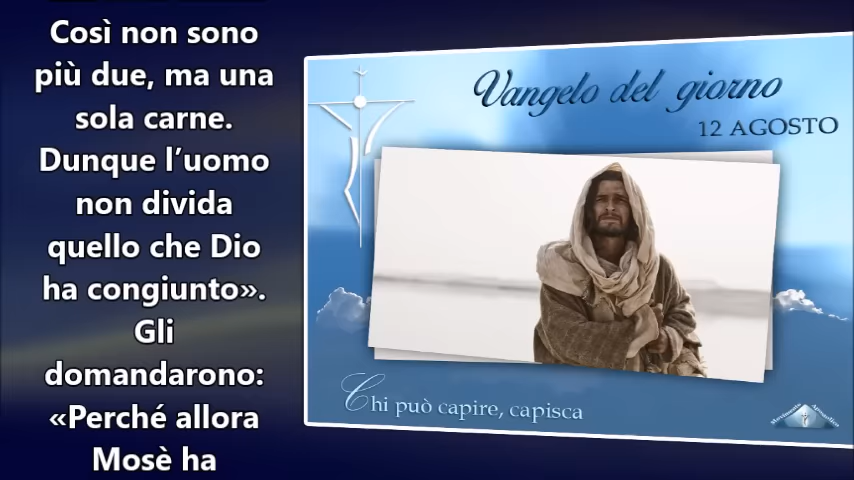 Così non sono
più due, ma una
sola carne.
Dunque l’uomo
non divida
quello che Dio
ha congiunto».
Gli
domandarono:
«Perché allora
Mosè ha
Vangelo del giorno
12 AGOSTO
Chi può capire, capisca